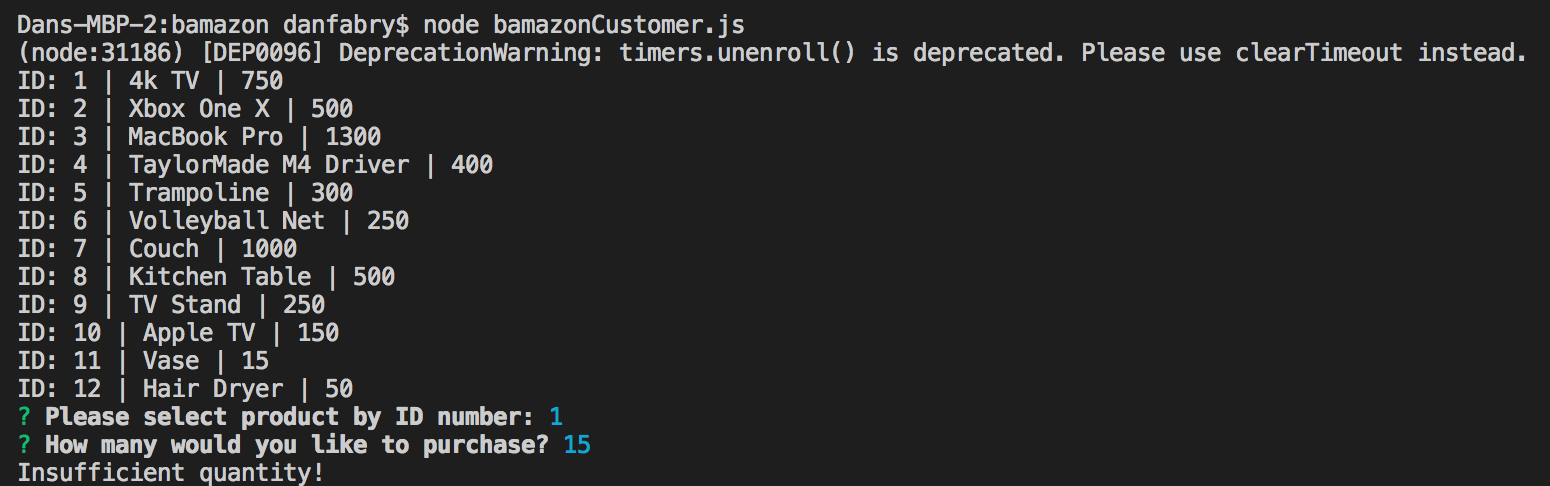 Dans-MBP-2:bamazon danfabry$ node bamazonCustomer.js
(node:31186) [DEP0096] DeprecationWarning: timers.unenroll() is deprecated. Please use clearTimeout instead.
ID: 1 | 4k TV | 750
ID: 2 | Xbox One X | 500
ID: 3 | MacBook Pro | 1300
ID: 4 | TaylorMade M4 Driver | 400
ID: 5 | Trampoline | 300
ID: 6 | Volleyball Net | 250
ID: 7 | Couch | 1000
ID: 8 | Kitchen Table | 500
ID: 9 | TV Stand | 250
ID: 10 | Apple TV | 150
ID: 11 | Vase | 15
ID: 12 | Hair Dryer | 50
? Please select product by ID number: 1
? How many would you like to purchase? 15
Insufficient quantity!